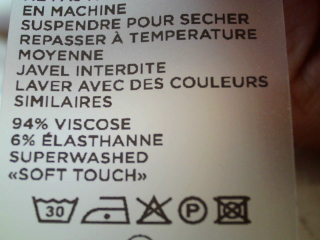 EN MACHINE
SUSPENDRE POUR SECHER
REPASSER À TEMPERATURE
MOYENNE
JAVEL INTERDITE
LAVER AVEC DES COULEURS
SIMILAIRES
94% VISCOSE
6% ÉLASTHANNE
SUPERWASHED
«SOFT TOUCH»
30 P